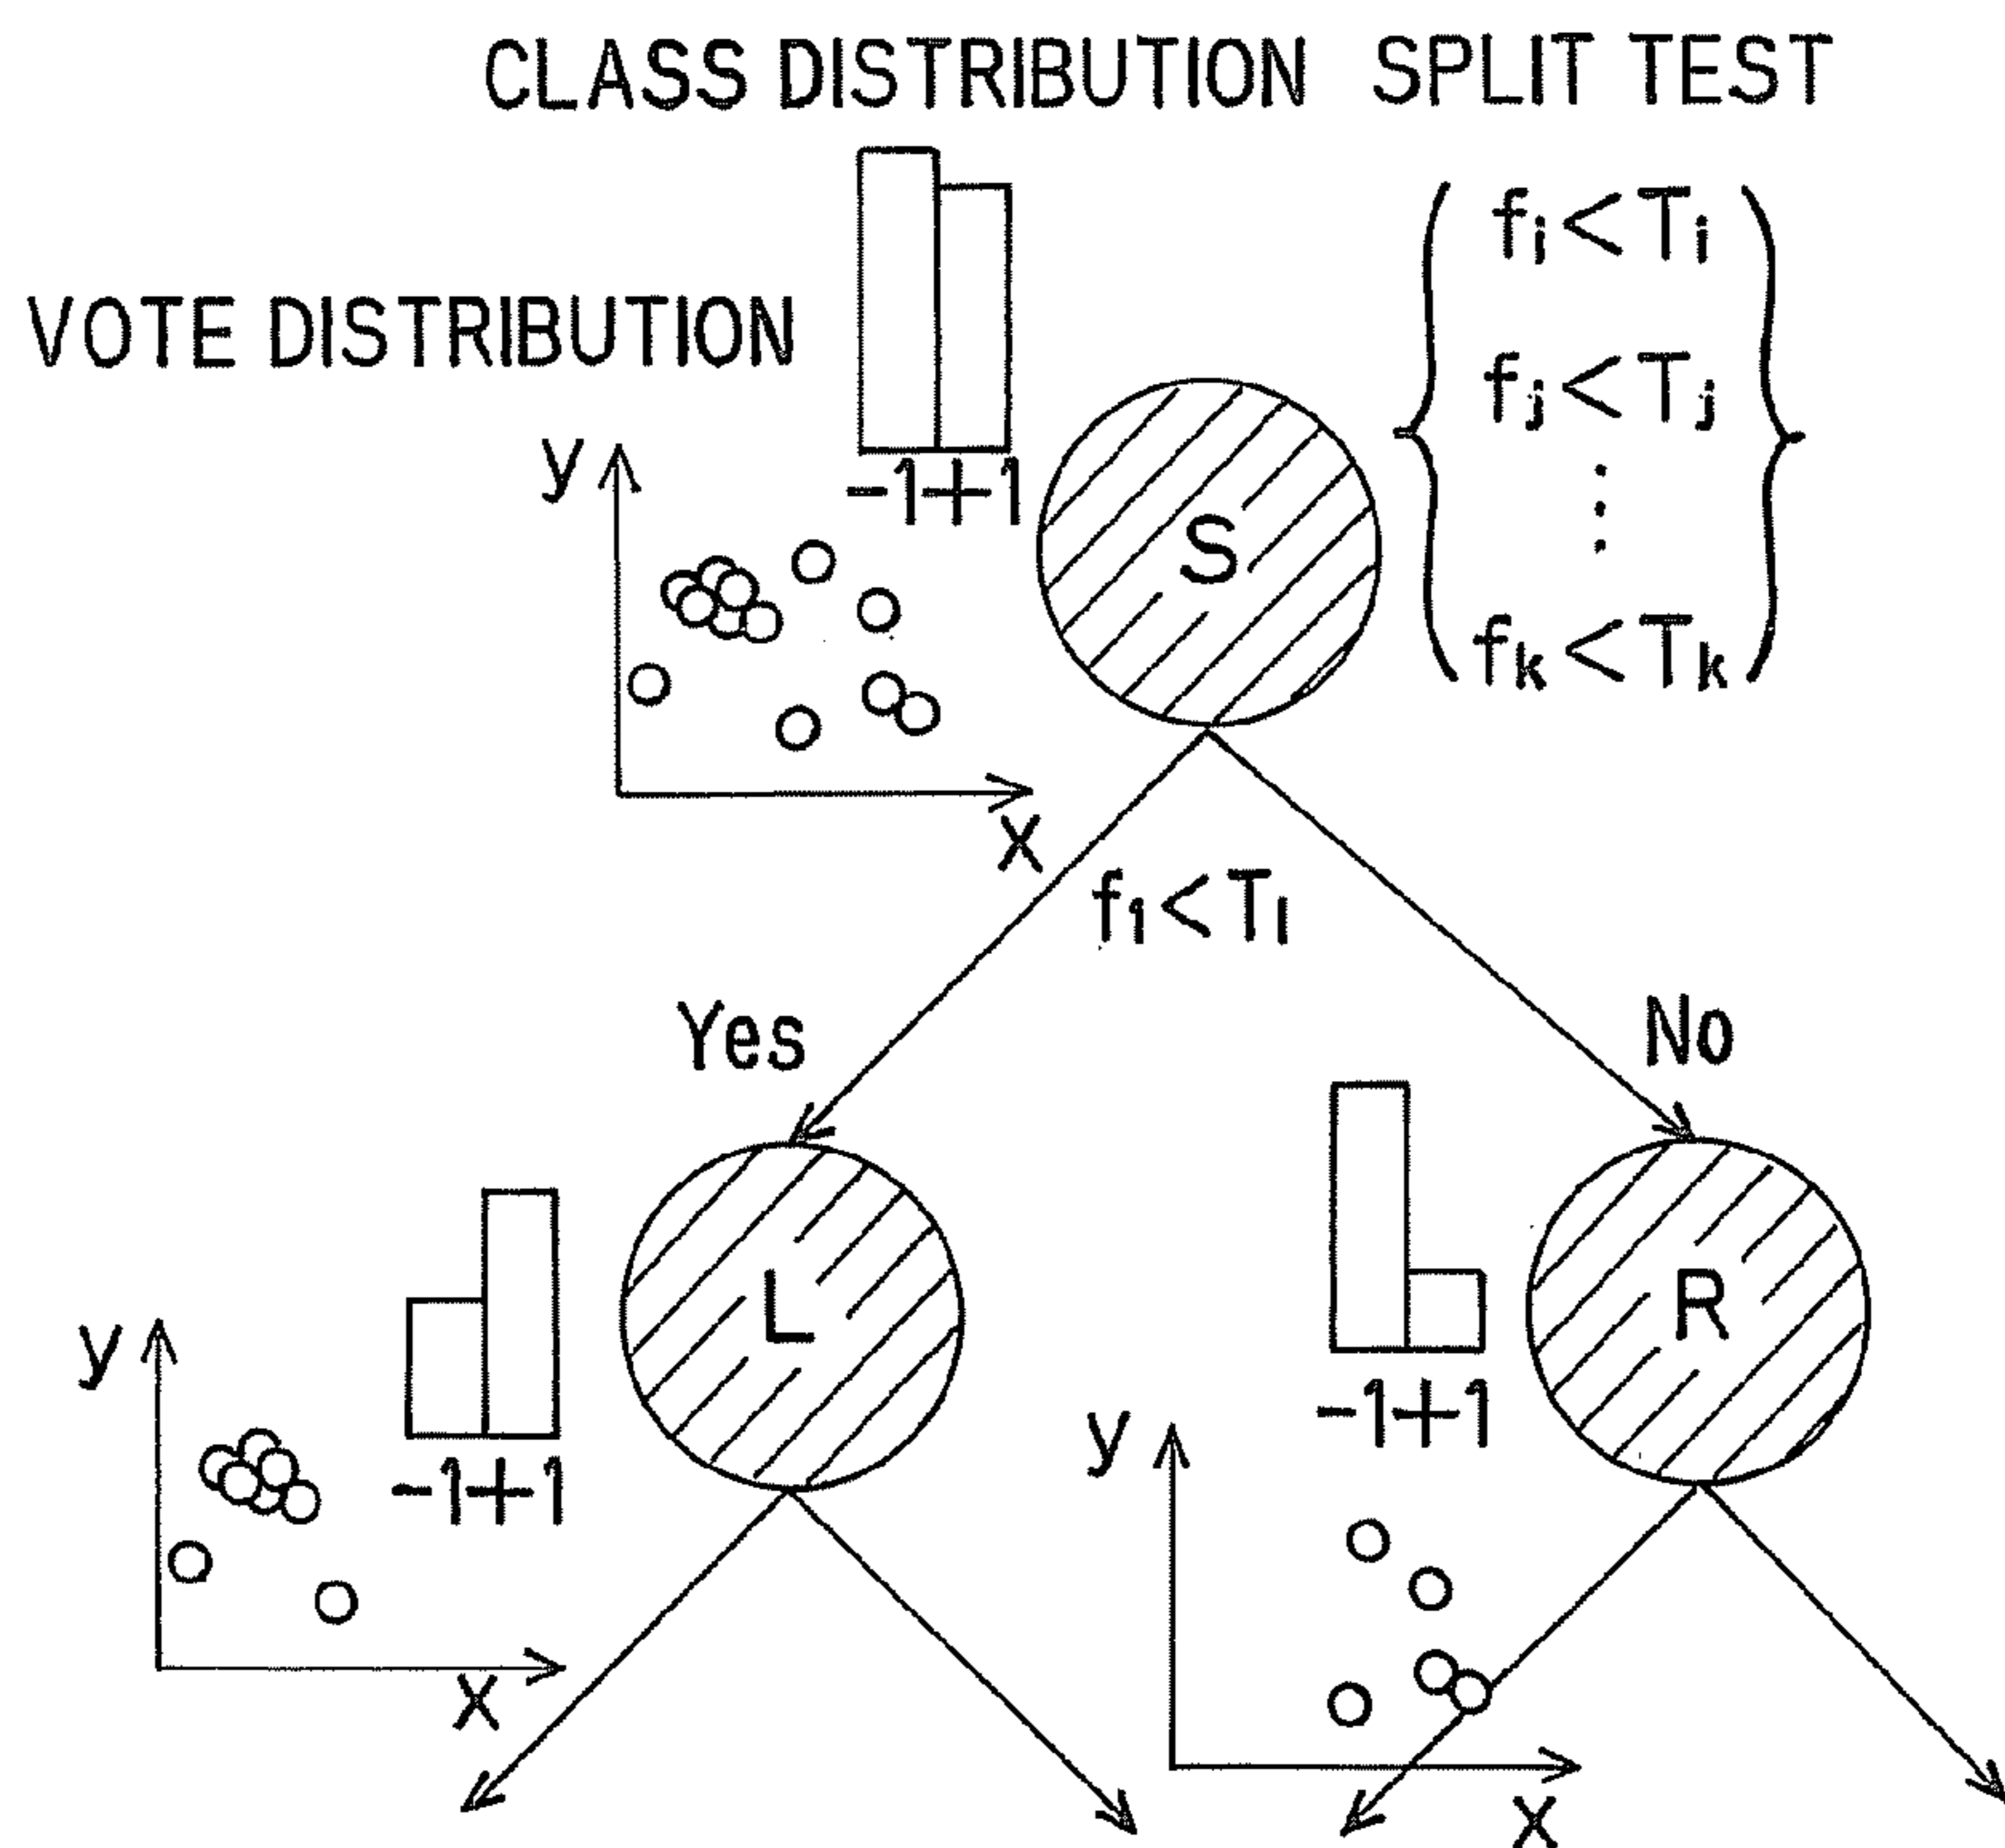 CLASS DISTRIBUTION SPLIT TEST
VOTE DISTRIBUTION
-1+1
fi<Ti
fj<Tj
⋮
fk<Tk
y
S
x
f1<Tl
Yes
No
L
-1+1
y
x
R
-1+1
y
x